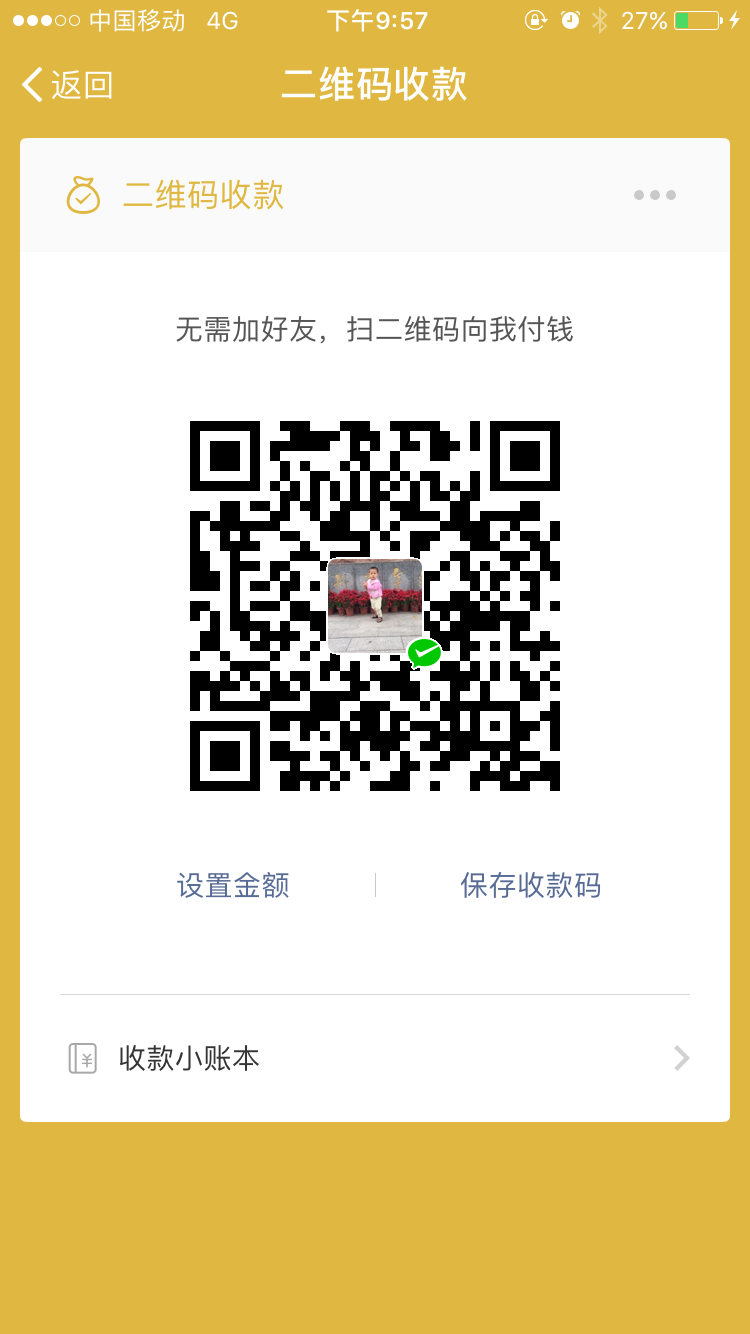 中国移动 4G 下午9:57 27%
返回 二维码收款
二维码收款
无需加好友，扫二维码向我付钱
设置金额 保存收款码
¥ 收款小账本